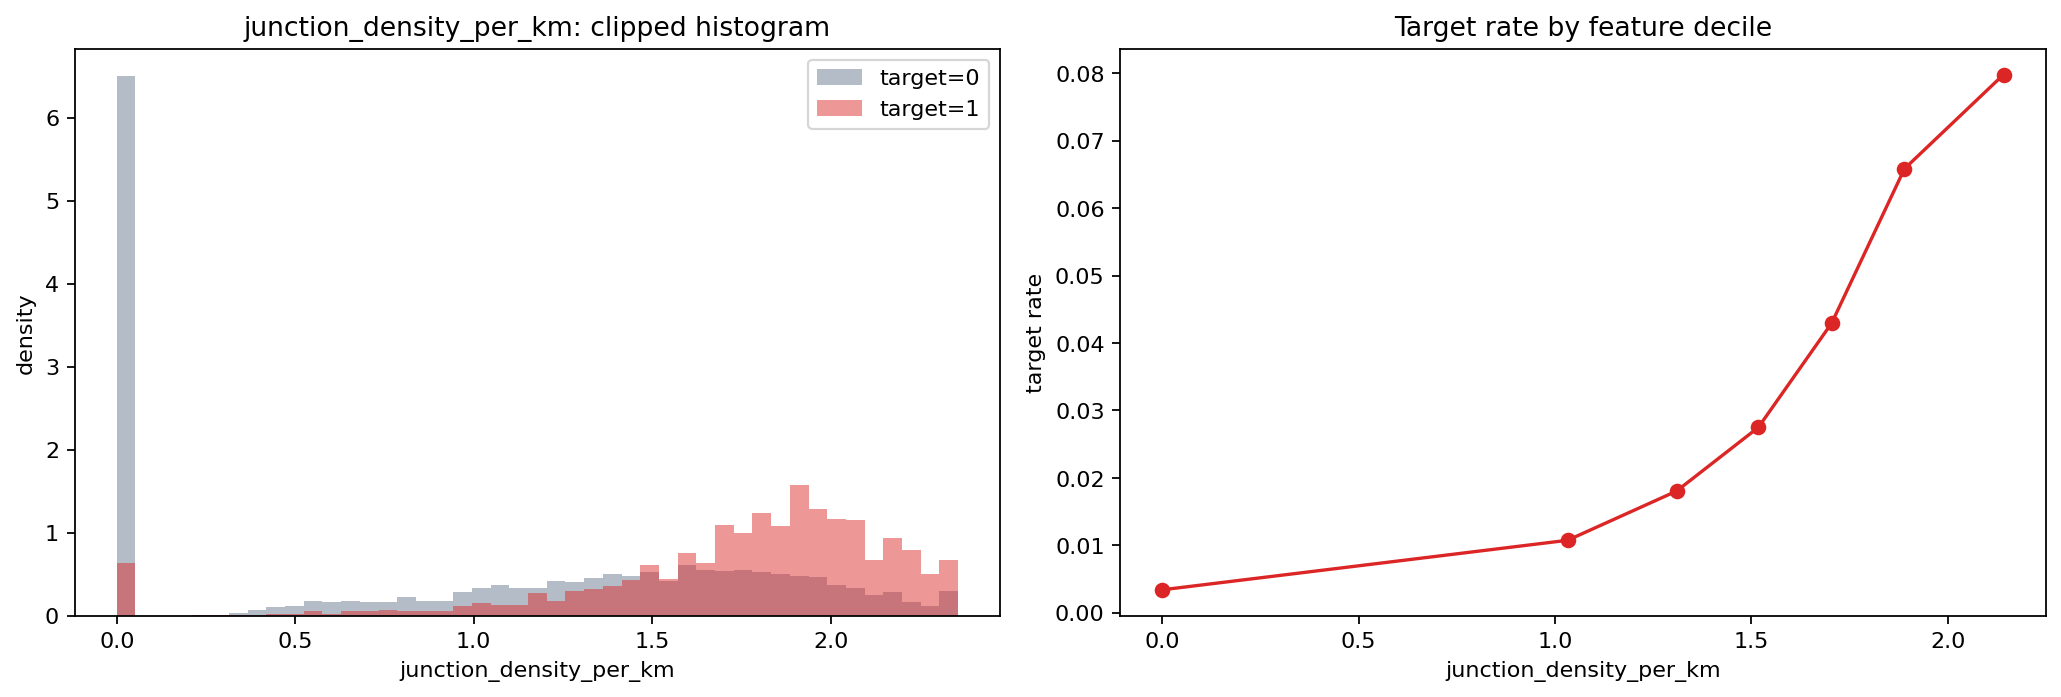 junction_density_per_km: clipped histogram
target=0
target=1
density
6
5
4
3
2
1
0
0.0 0.5 1.0 1.5 2.0
junction_density_per_km
Target rate by feature decile
target rate
0.08
0.07
0.06
0.05
0.04
0.03
0.02
0.01
0.00
0.0 0.5 1.0 1.5 2.0
junction_density_per_km